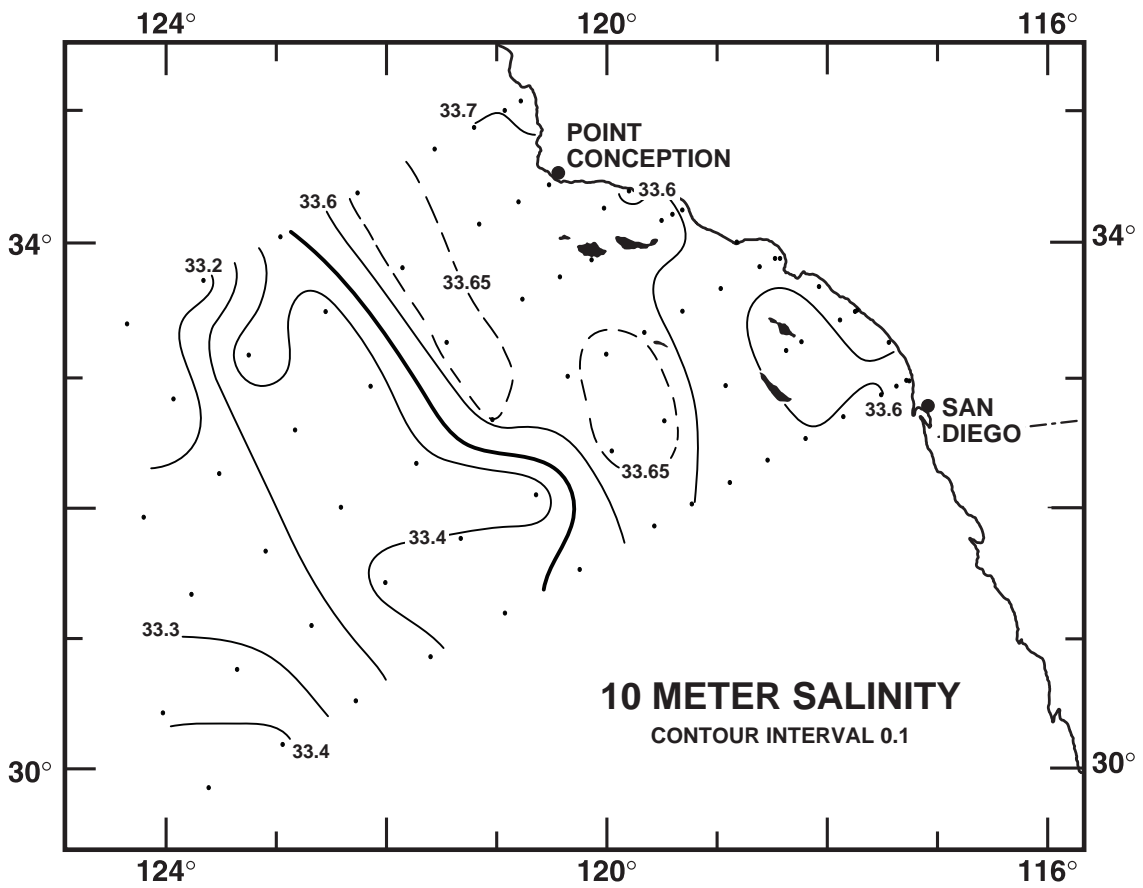 124° 120° 116°
33.7
POINT
CONCEPTION
33.6 33.6
34° 34°
33.2
33.65
33.6 SAN
DIEGO
33.65
33.4
33.3
10 METER SALINITY
CONTOUR INTERVAL 0.1
33.4
30° 30°
124° 120° 116°